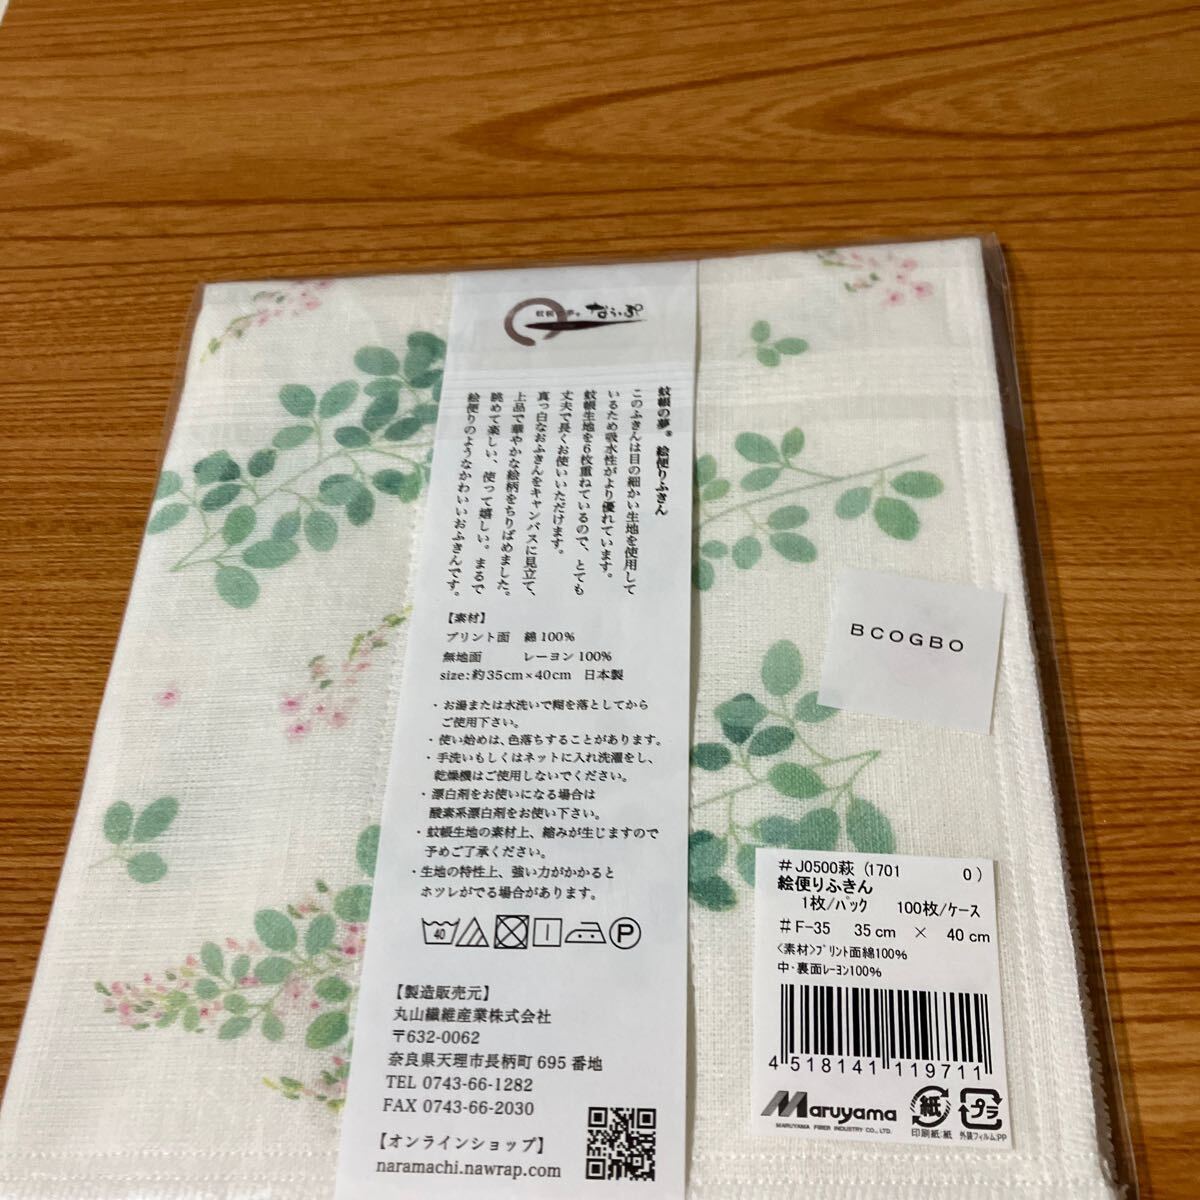 蚊帳の夢® ならっぷ
蚊帳の夢® 絵便りふきん
このふきんは目の細かい生地を使用して
いるため吸水性がより優れています。
蚊帳生地を6枚重ねているので、とても
丈夫で長くお使いいただけます。
真っ白なおふきんをキャンバスに見立て、
上品で華やかな絵柄をちりばめました。
眺めて楽しい、使って嬉しい。まるで
絵便りのようなかわいいおふきんです。
【素材】
プリント面 綿100%
無地面 レーヨン100%
size:約35cm×40cm 日本製
・お湯または水洗いで糊を落としてから
ご使用下さい。
・使い始めは、色落ちすることがあります。
・手洗いもしくはネットに入れ洗濯をし、
乾燥機はご使用しないでください。
・漂白剤をお使いになる場合は
酸素系漂白剤をお使い下さい。
・蚊帳生地の素材上、縮みが生じますので
予めご了承ください。
・生地の特性上、強い力がかかると
ホツレがでる場合があります。
40 P
【製造販売元】
丸山繊維産業株式会社
〒632-0062
奈良県天理市長柄町695番地
TEL 0743-66-1282
FAX 0743-66-2030
【オンラインショップ】
naramachi.nawrap.com
BCOGBO
#J0500萩(1701 0)
絵便りふきん
1枚/パック 100枚/ケース
#F-35 35cm × 40cm
<素材>プリント面綿100%
中・裏面レーヨン100%
4 518141 119711
Maruyama
MARUYAMA FIBER INDUSTRY CO., LTD.
紙
印刷紙:紙
プラ
外装フィルム:PP